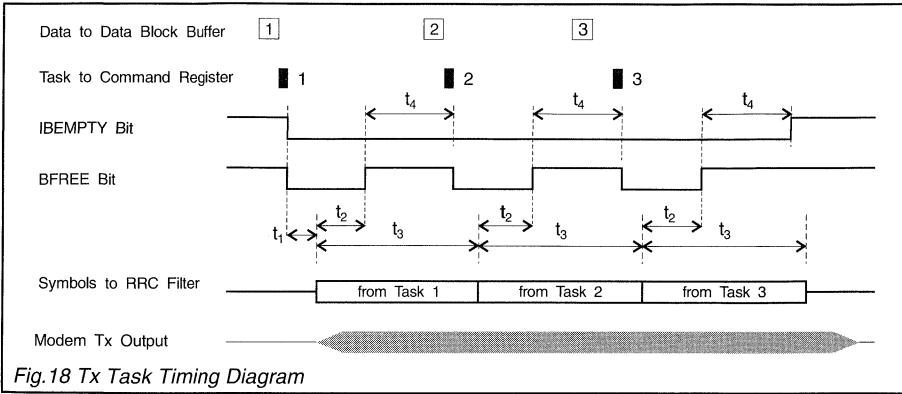 Data to Data Block Buffer 1 2 3
Task to Command Register 1 2 3
t4 t4 t4
IBEMPTY Bit
BFREE Bit
t2 t2 t2
t1 t3 t3 t3
Symbols to RRC Filter from Task 1 from Task 2 from Task 3
Modem Tx Output
Fig.18 Tx Task Timing Diagram